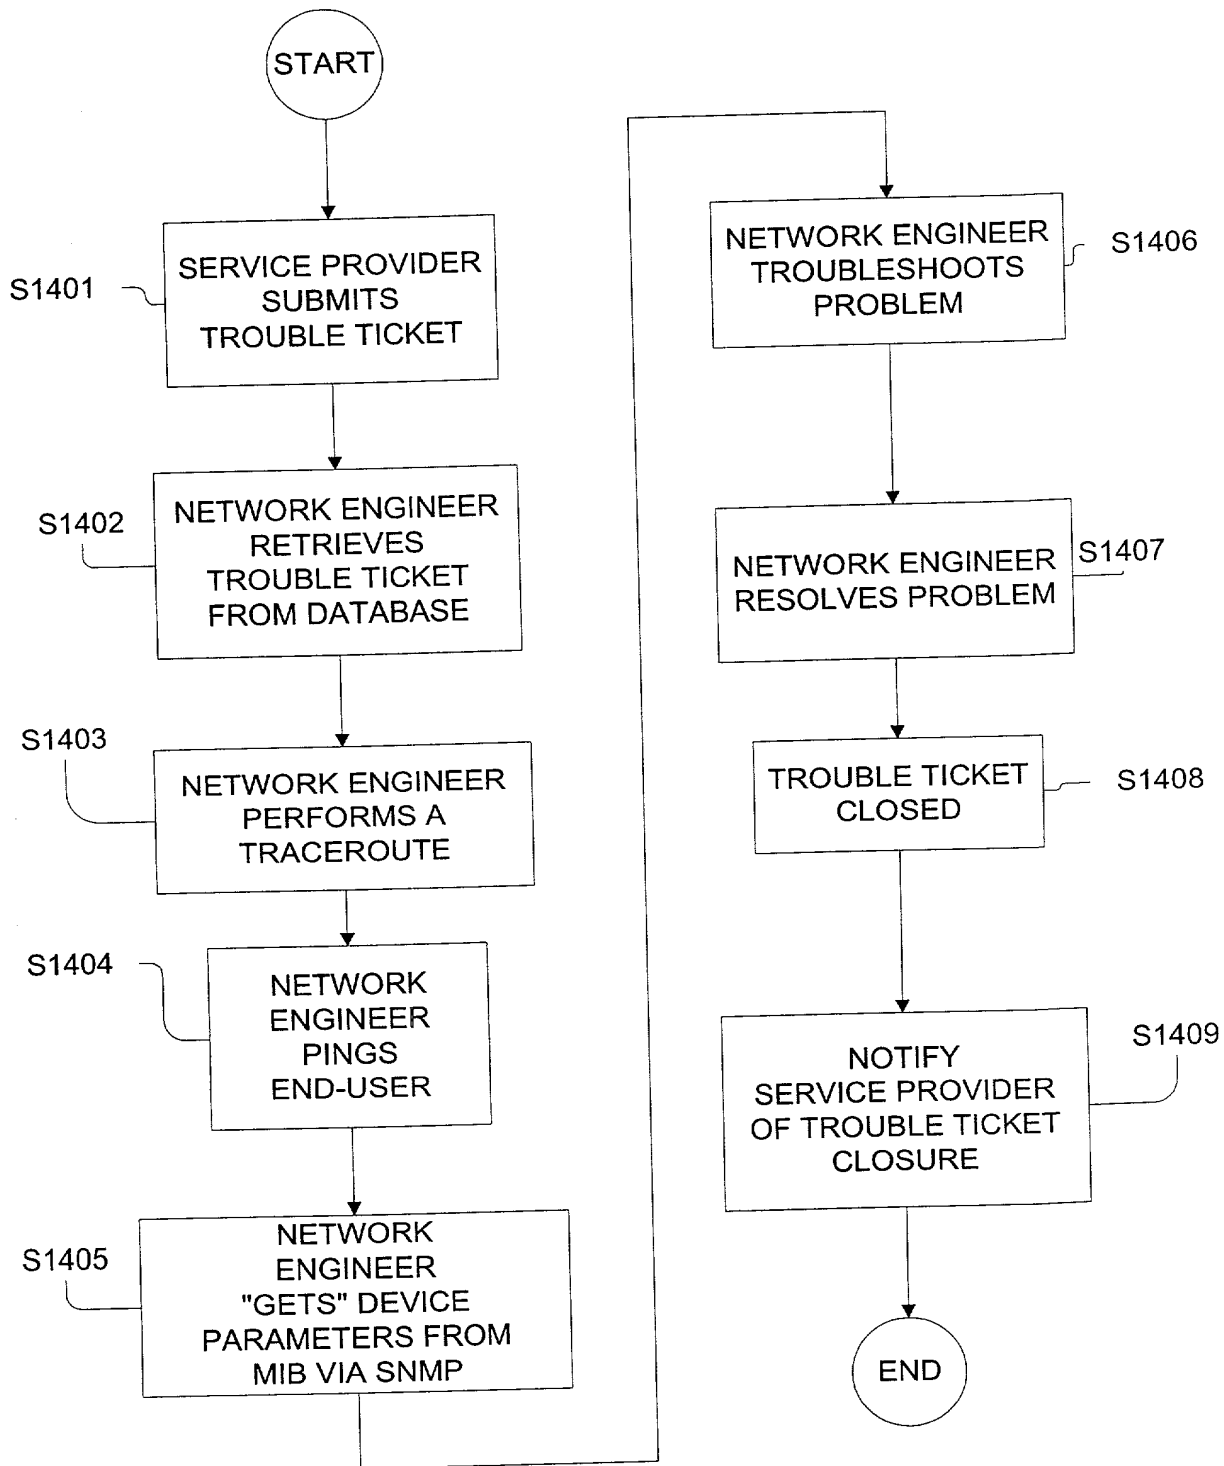 START
S1401
SERVICE PROVIDER
SUBMITS
TROUBLE TICKET
S1402
NETWORK ENGINEER
RETRIEVES
TROUBLE TICKET
FROM DATABASE
S1403
NETWORK ENGINEER
PERFORMS A
TRACEROUTE
S1404
NETWORK
ENGINEER
PINGS
END-USER
S1405
NETWORK
ENGINEER
"GETS" DEVICE
PARAMETERS FROM
MIB VIA SNMP
NETWORK ENGINEER
TROUBLESHOOTS
PROBLEM
S1406
NETWORK ENGINEER
RESOLVES PROBLEM
S1407
TROUBLE TICKET
CLOSED
S1408
NOTIFY
SERVICE PROVIDER
OF TROUBLE TICKET
CLOSURE
S1409
END